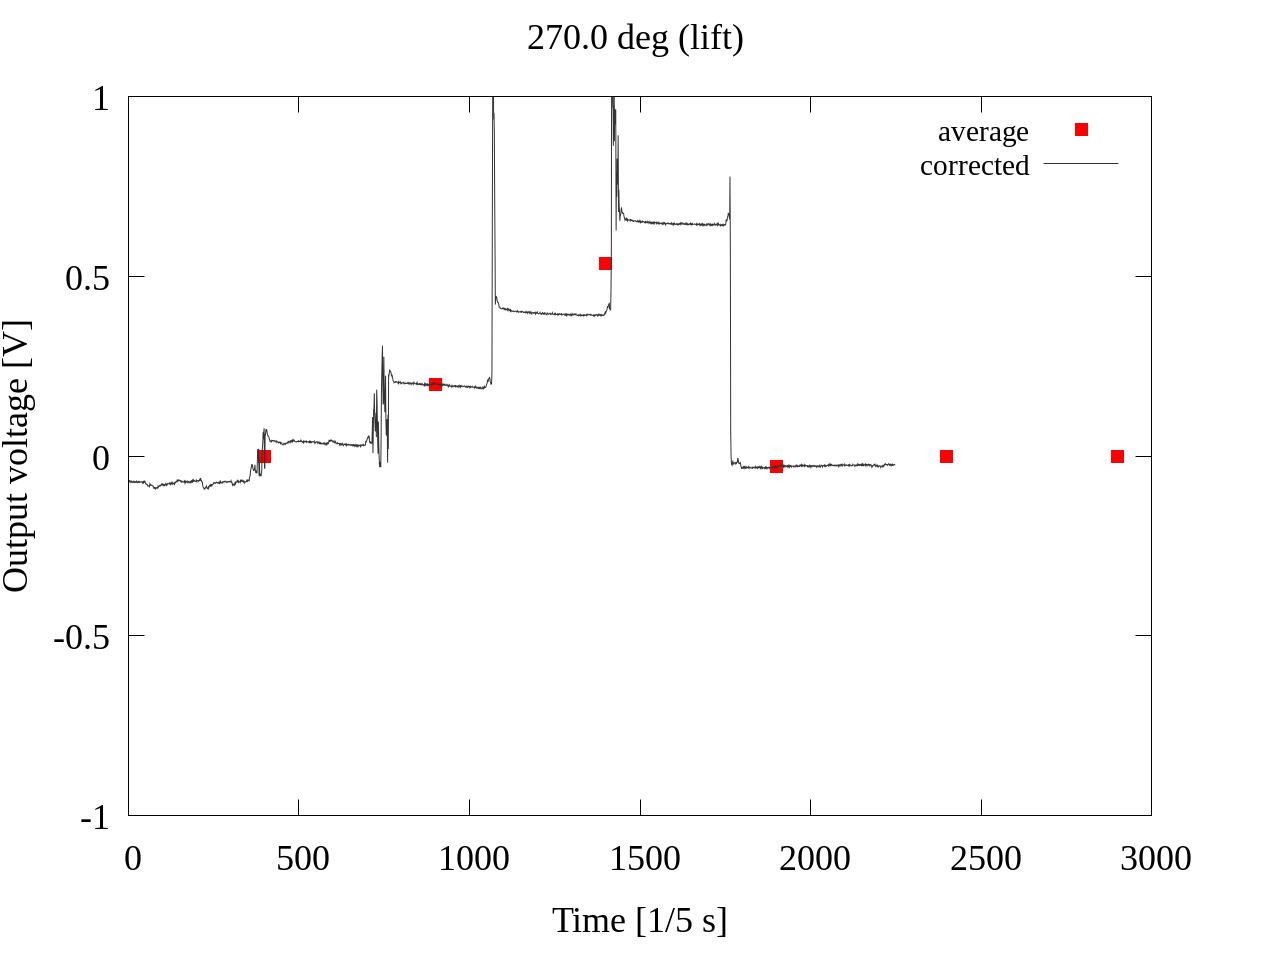 270.0 deg (lift)
average
corrected
1
0.5
0
-0.5
-1
Output voltage [V]
0 500 1000 1500 2000 2500 3000
Time [1/5 s]